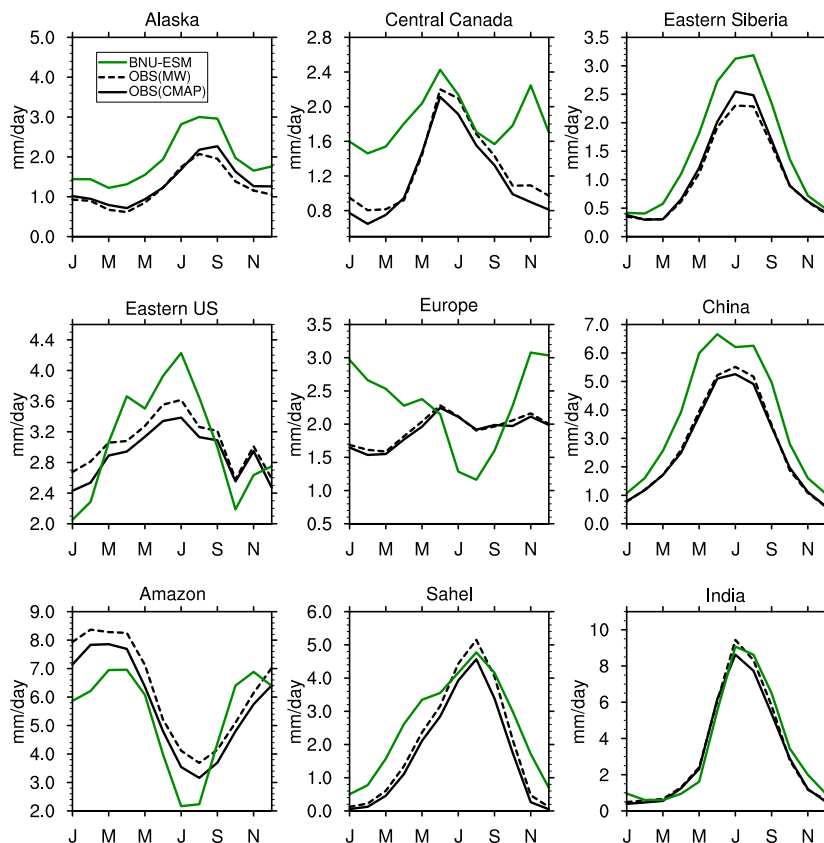 Alaska
5.0
4.0
3.0
2.0
1.0
0.0
mm/day
BNU-ESM
OBS(MW)
OBS(CMAP)
J M M J S N
Central Canada
2.8
2.4
2.0
1.6
1.2
0.8
mm/day
J M M J S N
Eastern Siberia
3.5
3.0
2.5
2.0
1.5
1.0
0.5
0.0
mm/day
J M M J S N
Eastern US
4.4
4.0
3.6
3.2
2.8
2.4
2.0
mm/day
J M M J S N
Europe
3.5
3.0
2.5
2.0
1.5
1.0
0.5
mm/day
J M M J S N
China
7.0
6.0
5.0
4.0
3.0
2.0
1.0
0.0
mm/day
J M M J S N
Amazon
9.0
8.0
7.0
6.0
5.0
4.0
3.0
2.0
mm/day
J M M J S N
Sahel
6.0
5.0
4.0
3.0
2.0
1.0
0.0
mm/day
J M M J S N
India
10
8
6
4
2
0
mm/day
J M M J S N